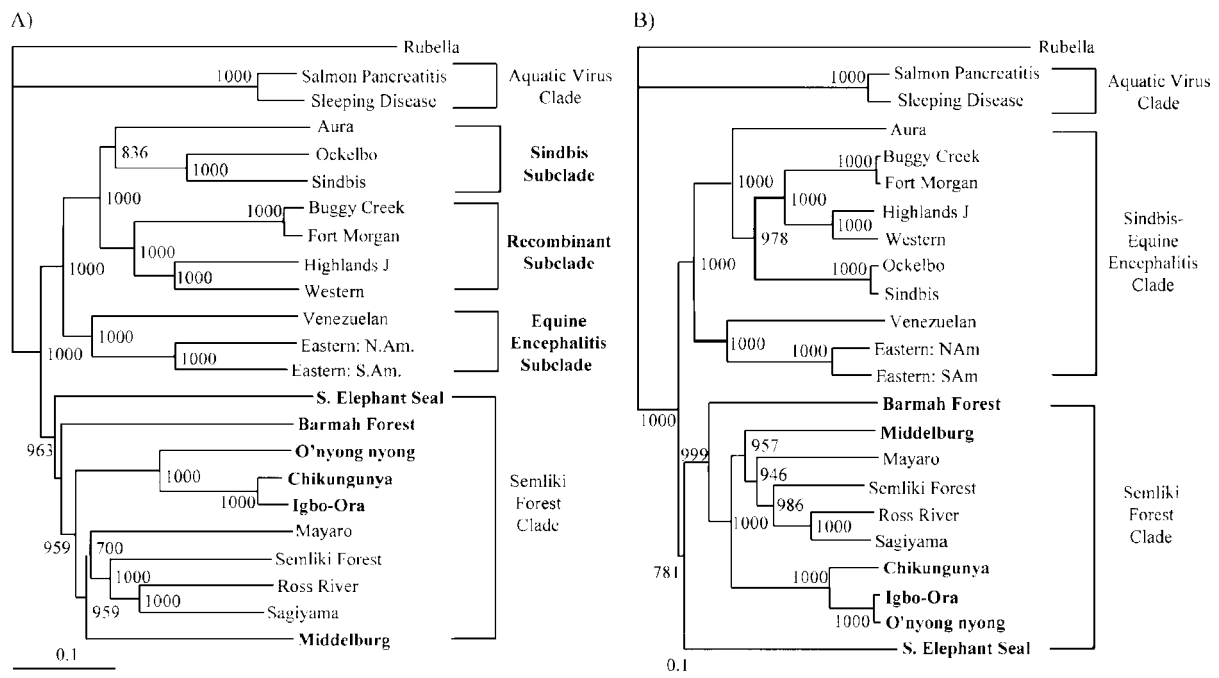 A)
Rubella
1000
Salmon Pancreatitis
Sleeping Disease
Aquatic Virus
Clade
Aura
836
Ockelbo
1000
Sindbis
Sindbis
Subclade
1000
1000
Buggy Creek
Fort Morgan
1000
Highlands J
1000
Western
Recombinant
Subclade
1000
Venezuelan
1000
1000
Eastern: N.Am.
1000
Eastern: S.Am.
Equine
Encephalitis
Subclade
S. Elephant Seal
963
Barmah Forest
O'nyong nyong
1000
Chikungunya
1000
Igbo-Ora
959
Mayaro
700
Semliki Forest
1000
Ross River
1000
959
Sagiyama
Middelburg
Semliki
Forest
Clade
0.1
B)
Rubella
1000
Salmon Pancreatitis
Sleeping Disease
Aquatic Virus
Clade
Aura
1000
1000
Buggy Creek
Fort Morgan
1000
Highlands J
1000
Western
978
1000
Ockelbo
Sindbis
1000
Venezuelan
1000
1000
Eastern: NAm
Eastern: SAm
Sindbis-
Equine
Encephalitis
Clade
1000
Barmah Forest
999
Middelburg
957
Mayaro
946
Semliki Forest
986
Ross River
1000
1000
Sagiyama
1000
Chikungunya
Igbo-Ora
1000
O'nyong nyong
781
S. Elephant Seal
Semliki
Forest
Clade
0.1